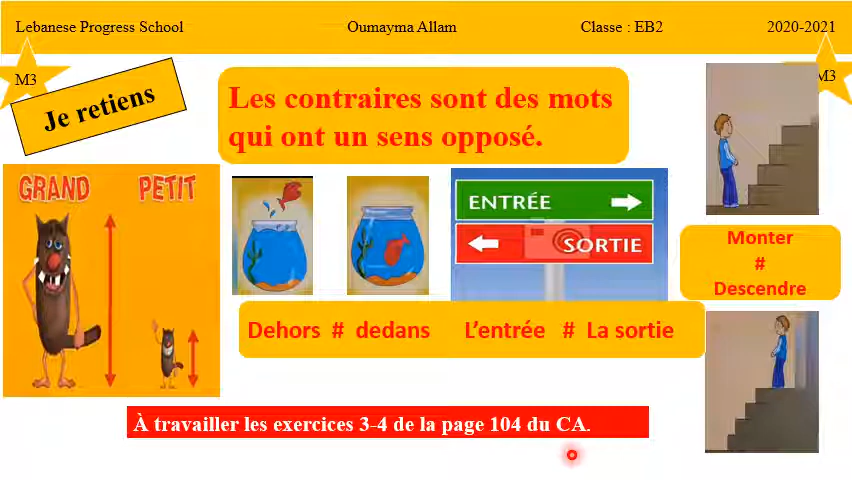 Lebanese Progress School
Oumayma Allam
Classe : EB2
2020-2021
M3
M3
Je retiens
Les contraires sont des mots
qui ont un sens opposé.
GRAND PETIT
ENTRÉE
SORTIE
Monter
#
Descendre
Dehors # dedans L'entrée # La sortie
À travailler les exercices 3-4 de la page 104 du CA.